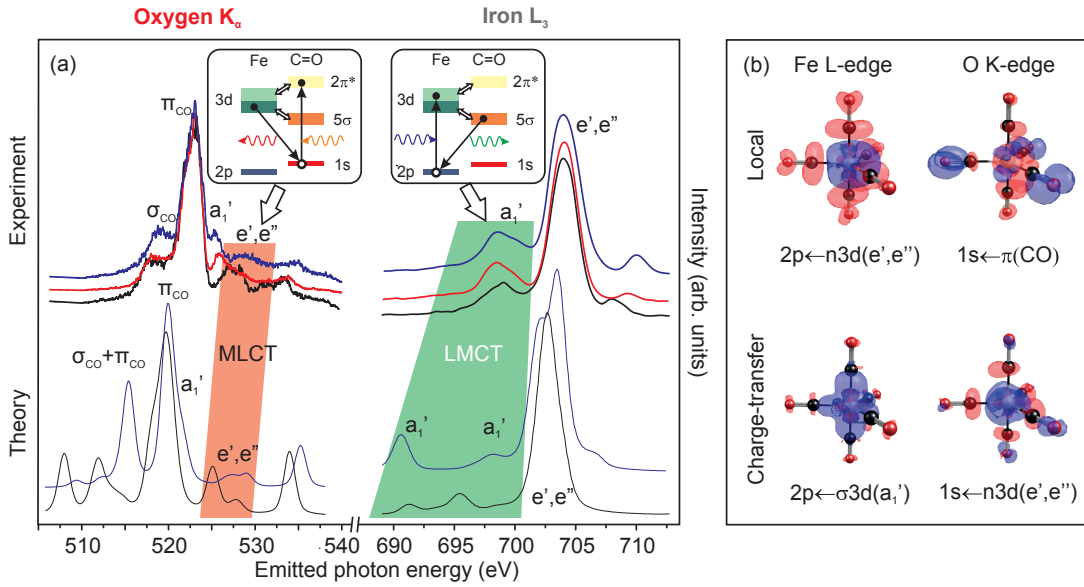 Oxygen Kα
Iron L3
(a)
Fe C=O
2π*
3d
5σ
2p
1s
Fe C=O
2π*
3d
5σ
2p
1s
πCO
σCO
a1'
e',e''
a1'
e',e''
Experiment
Theory
πCO
σCO+πCO
a1'
MLCT
e',e''
LMCT
a1'
a1'
e',e''
Intensity (arb. units)
510 520 530 540 690 695 700 705 710
Emitted photon energy (eV)
(b)
Fe L-edge
O K-edge
Local
2p←n3d(e',e'')
1s←π(CO)
Charge-transfer
2p←σ3d(a1')
1s←n3d(e',e'')